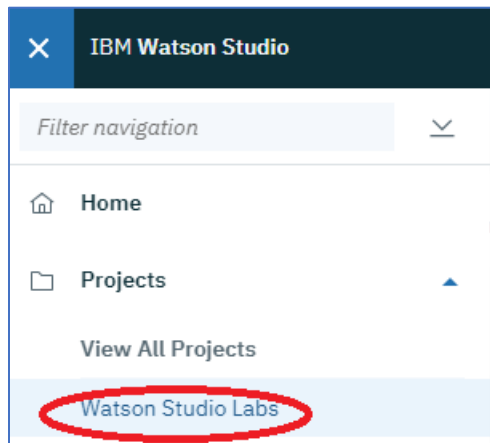 IBM Watson Studio
Filter navigation
Home
Projects
View All Projects
Watson Studio Labs